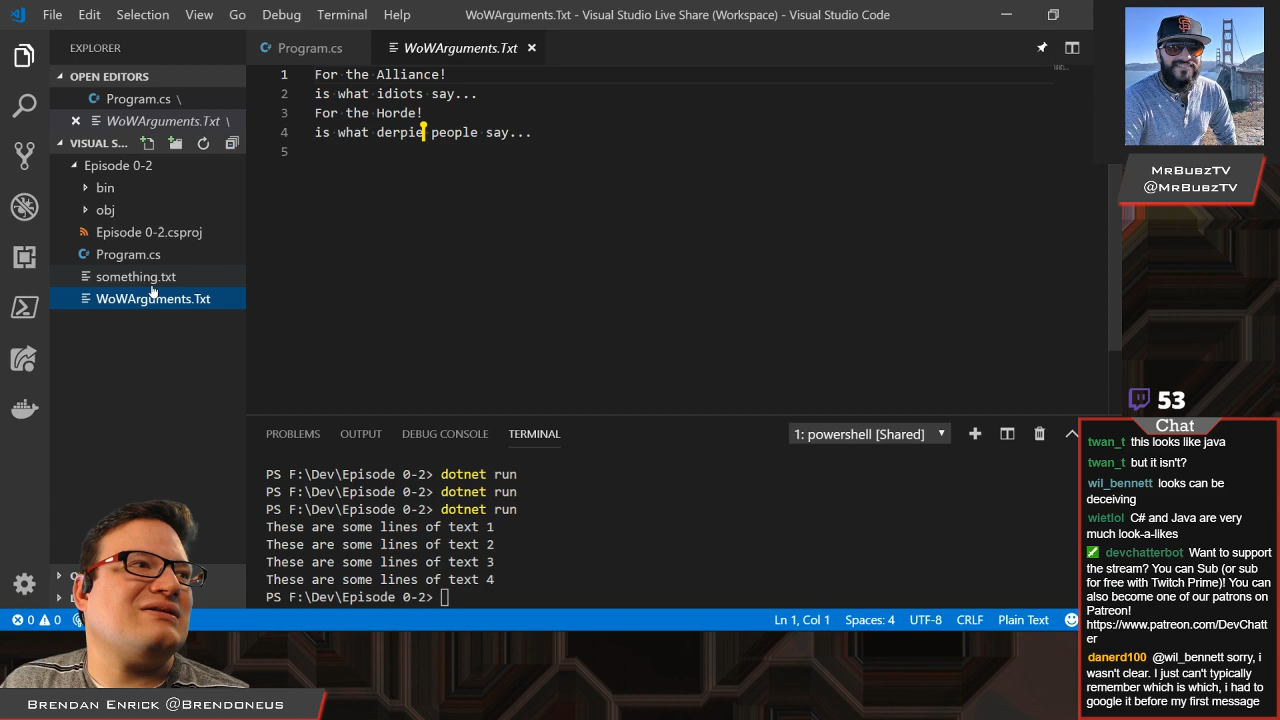 File Edit Selection View Go Debug Terminal Help WoWArguments.Txt - Visual Studio Live Share (Workspace) - Visual Studio Code
EXPLORER
Program.cs WoWArguments.Txt
OPEN EDITORS
Program.cs \
WoWArguments.Txt \
VISUAL S...
Episode 0-2
bin
obj
Episode 0-2.csproj
Program.cs
something.txt
WoWArguments.Txt
1 For the Alliance!
2 is what idiots say...
3 For the Horde!
4 is what derpie people say...
5
PROBLEMS OUTPUT DEBUG CONSOLE TERMINAL 1: powershell [Shared]
PS F:\Dev\Episode 0-2> dotnet run
PS F:\Dev\Episode 0-2> dotnet run
PS F:\Dev\Episode 0-2> dotnet run
These are some lines of text 1
These are some lines of text 2
These are some lines of text 3
These are some lines of text 4
PS F:\Dev\Episode 0-2>
0 0 Ln 1, Col 1 Spaces: 4 UTF-8 CRLF Plain Text
MrBubzTV
@MrBubzTV
53
Chat
twan_t this looks like java
twan_t but it isn't?
wil_bennett looks can be
deceiving
wietlol C# and Java are very
much look-a-likes
devchatterbot Want to support
the stream? You can Sub (or sub
for free with Twitch Prime)! You can
also become one of our patrons on
Patreon!
https://www.patreon.com/DevChatt
er
danerd100 @wil_bennett sorry, i
wasn't clear. I just can't typically
remember which is which, i had to
google it before my first message
Brendan Enrick @Brendoneus